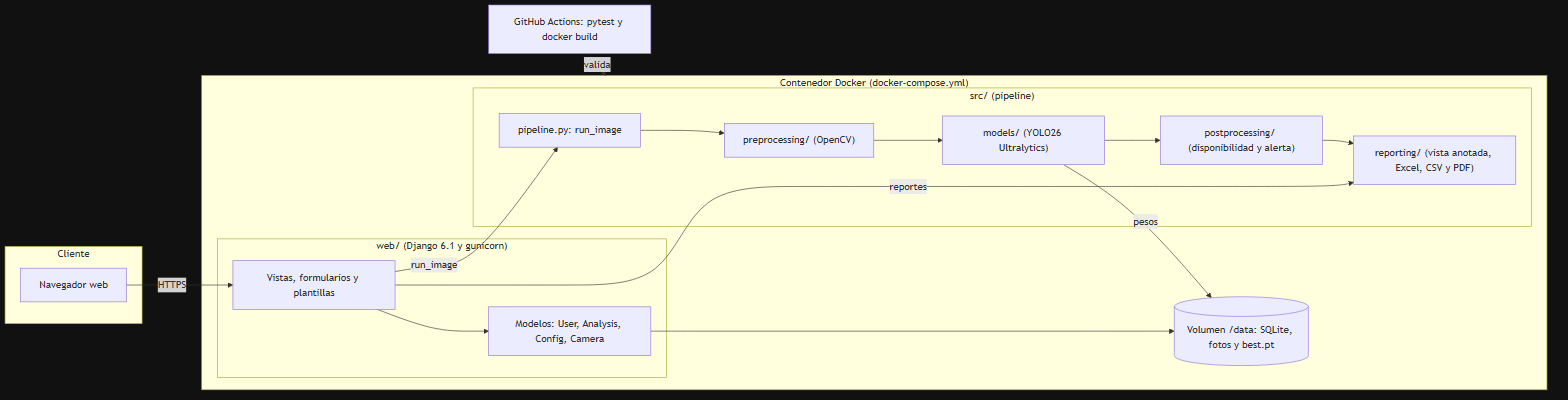 GitHub Actions: pytest y
docker build
valida
Contenedor Docker (docker-compose.yml)
src/ (pipeline)
pipeline.py: run_image
preprocessing/ (OpenCV)
models/ (YOLO26
Ultralytics)
postprocessing/
(disponibilidad y alerta)
reporting/ (vista anotada,
Excel, CSV y PDF)
reportes
pesos
web/ (Django 6.1 y gunicorn)
run_image
Cliente
Navegador web
HTTPS
Vistas, formularios y
plantillas
Modelos: User, Analysis,
Config, Camera
Volumen /data: SQLite,
fotos y best.pt